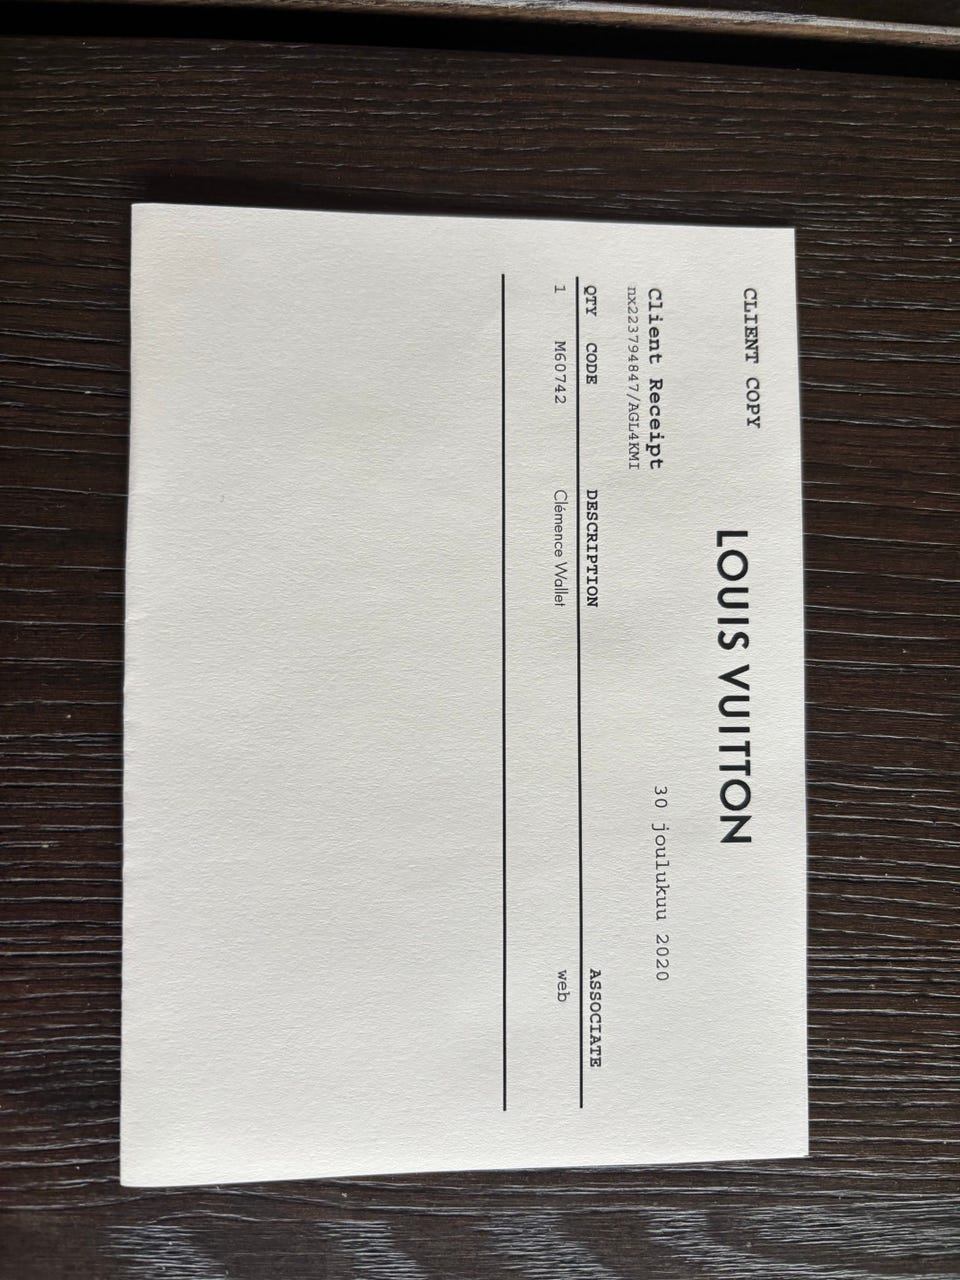 CLIENT COPY
LOUIS VUITTON
Client Receipt 30 joulukuu 2020
nx223794847/AGL4KMI
QTY CODE DESCRIPTION ASSOCIATE
1 M60742 Clémence Wallet web